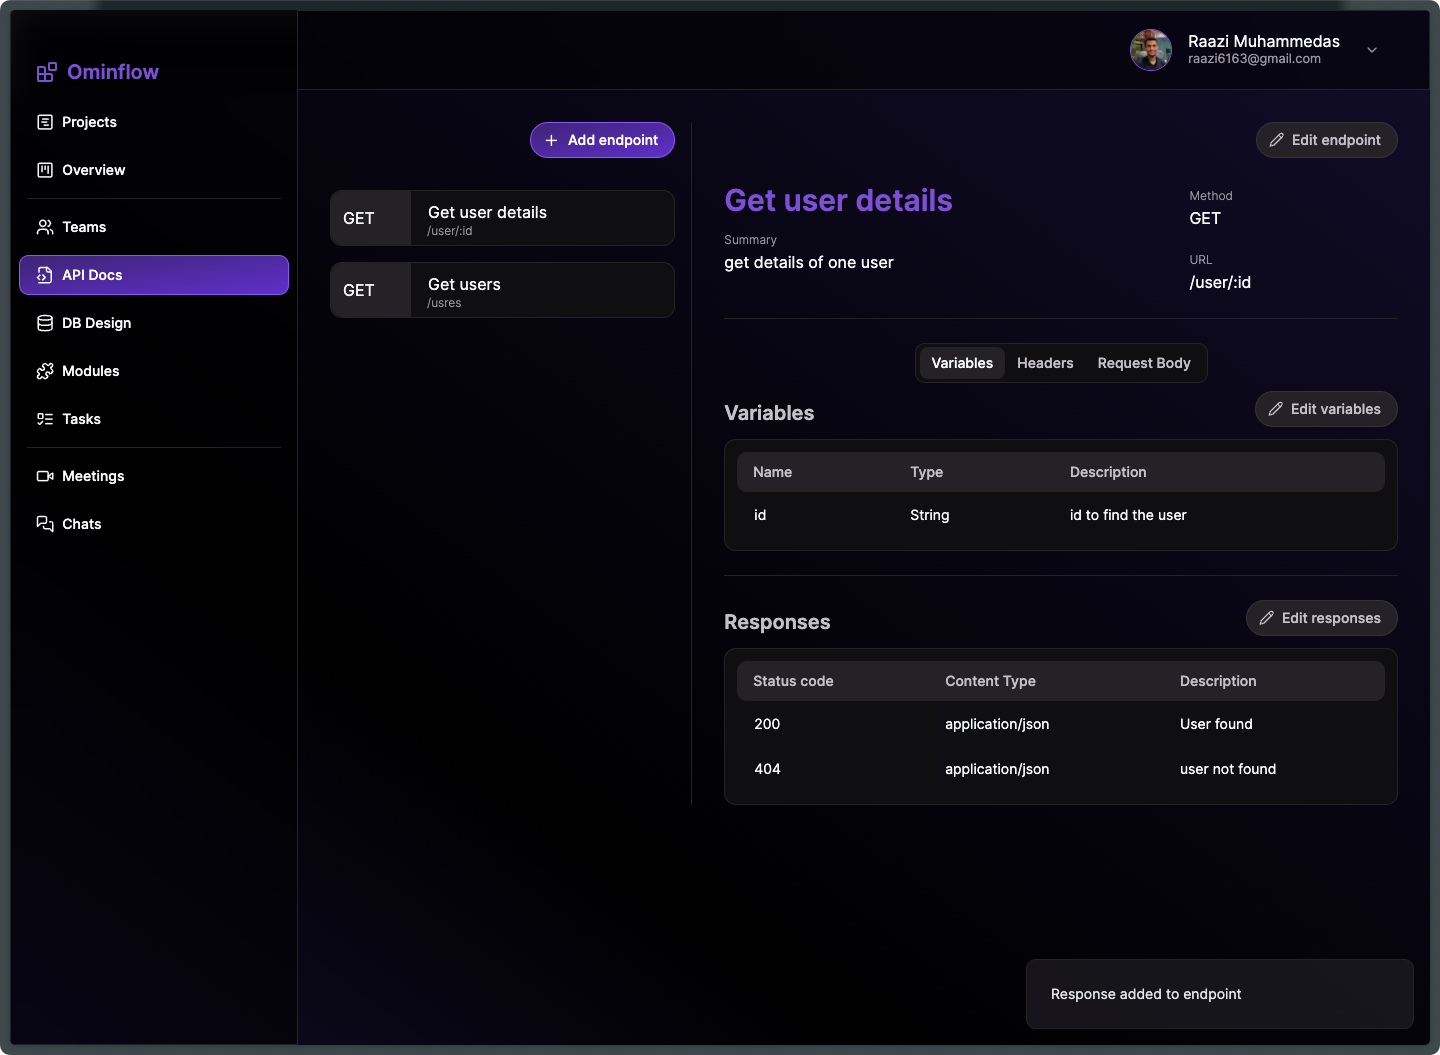 Ominflow
Projects
Overview
Teams
API Docs
DB Design
Modules
Tasks
Meetings
Chats
Raazi Muhammedas
raazi6163@gmail.com
Add endpoint
GET
Get user details
/user/:id
GET
Get users
/usres
Edit endpoint
Get user details
Summary
get details of one user
Method
GET
URL
/user/:id
Variables Headers Request Body
Variables
Edit variables
Name Type Description
id String id to find the user
Responses
Edit responses
Status code Content Type Description
200 application/json User found
404 application/json user not found
Response added to endpoint